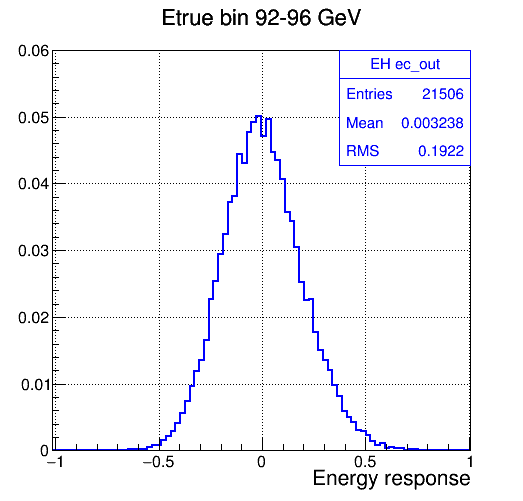 Etrue bin 92-96 GeV
EH ec_out
Entries 21506
Mean 0.003238
RMS 0.1922
0.06
0.05
0.04
0.03
0.02
0.01
0
−1 −0.5 0 0.5 1
Energy response